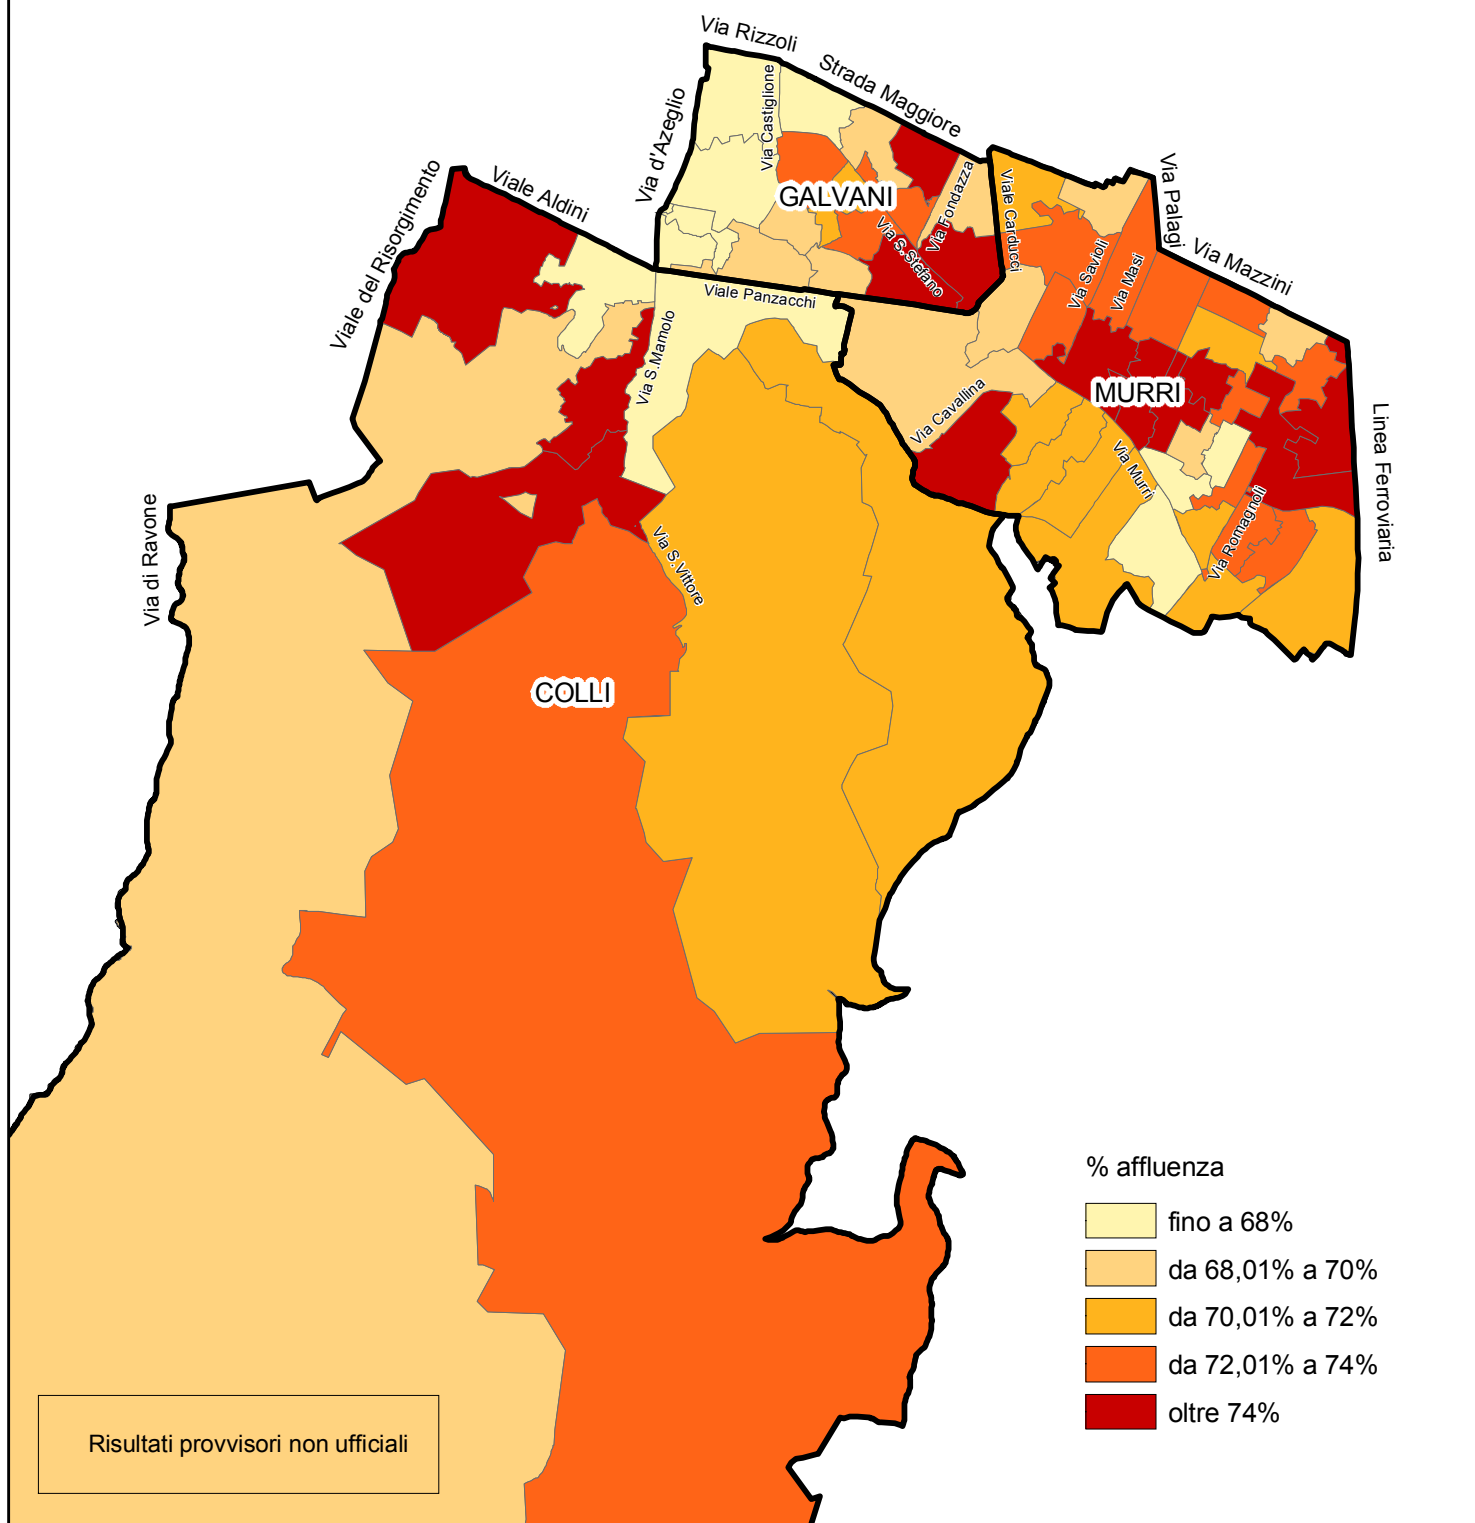 Via Rizzoli
Strada Maggiore
Via d'Azeglio
Via Castiglione
GALVANI
Via Fondazza
Via S.Stefano
Viale Carducci
Via Palagi
Via Mazzini
Viale del Risorgimento
Viale Aldini
Viale Panzacchi
Via S.Mamolo
Via Savioli
Via Masi
MURRI
Via Cavallina
Via Murri
Via Romagnoli
Linea Ferroviaria
Via di Ravone
Via S.Vittore
COLLI
% affluenza
fino a 68%
da 68,01% a 70%
da 70,01% a 72%
da 72,01% a 74%
oltre 74%
Risultati provvisori non ufficiali